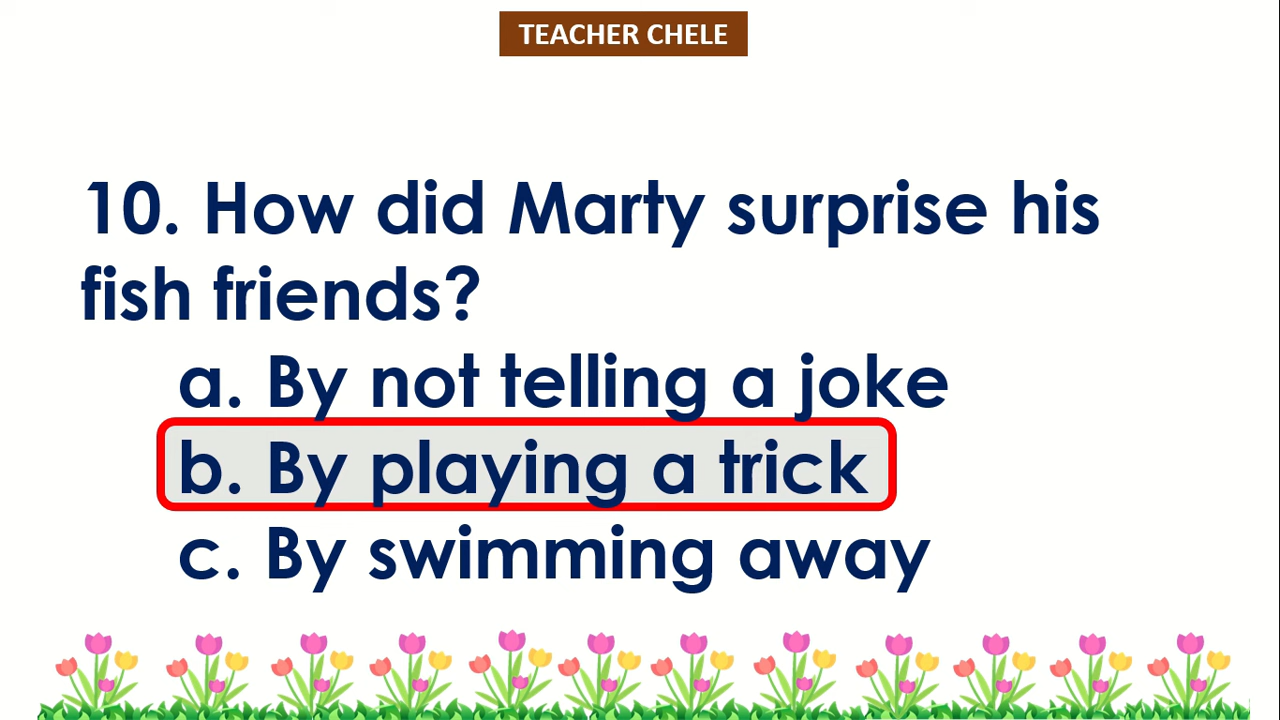 TEACHER CHELE
10. How did Marty surprise his
fish friends?
a. By not telling a joke
b. By playing a trick
c. By swimming away